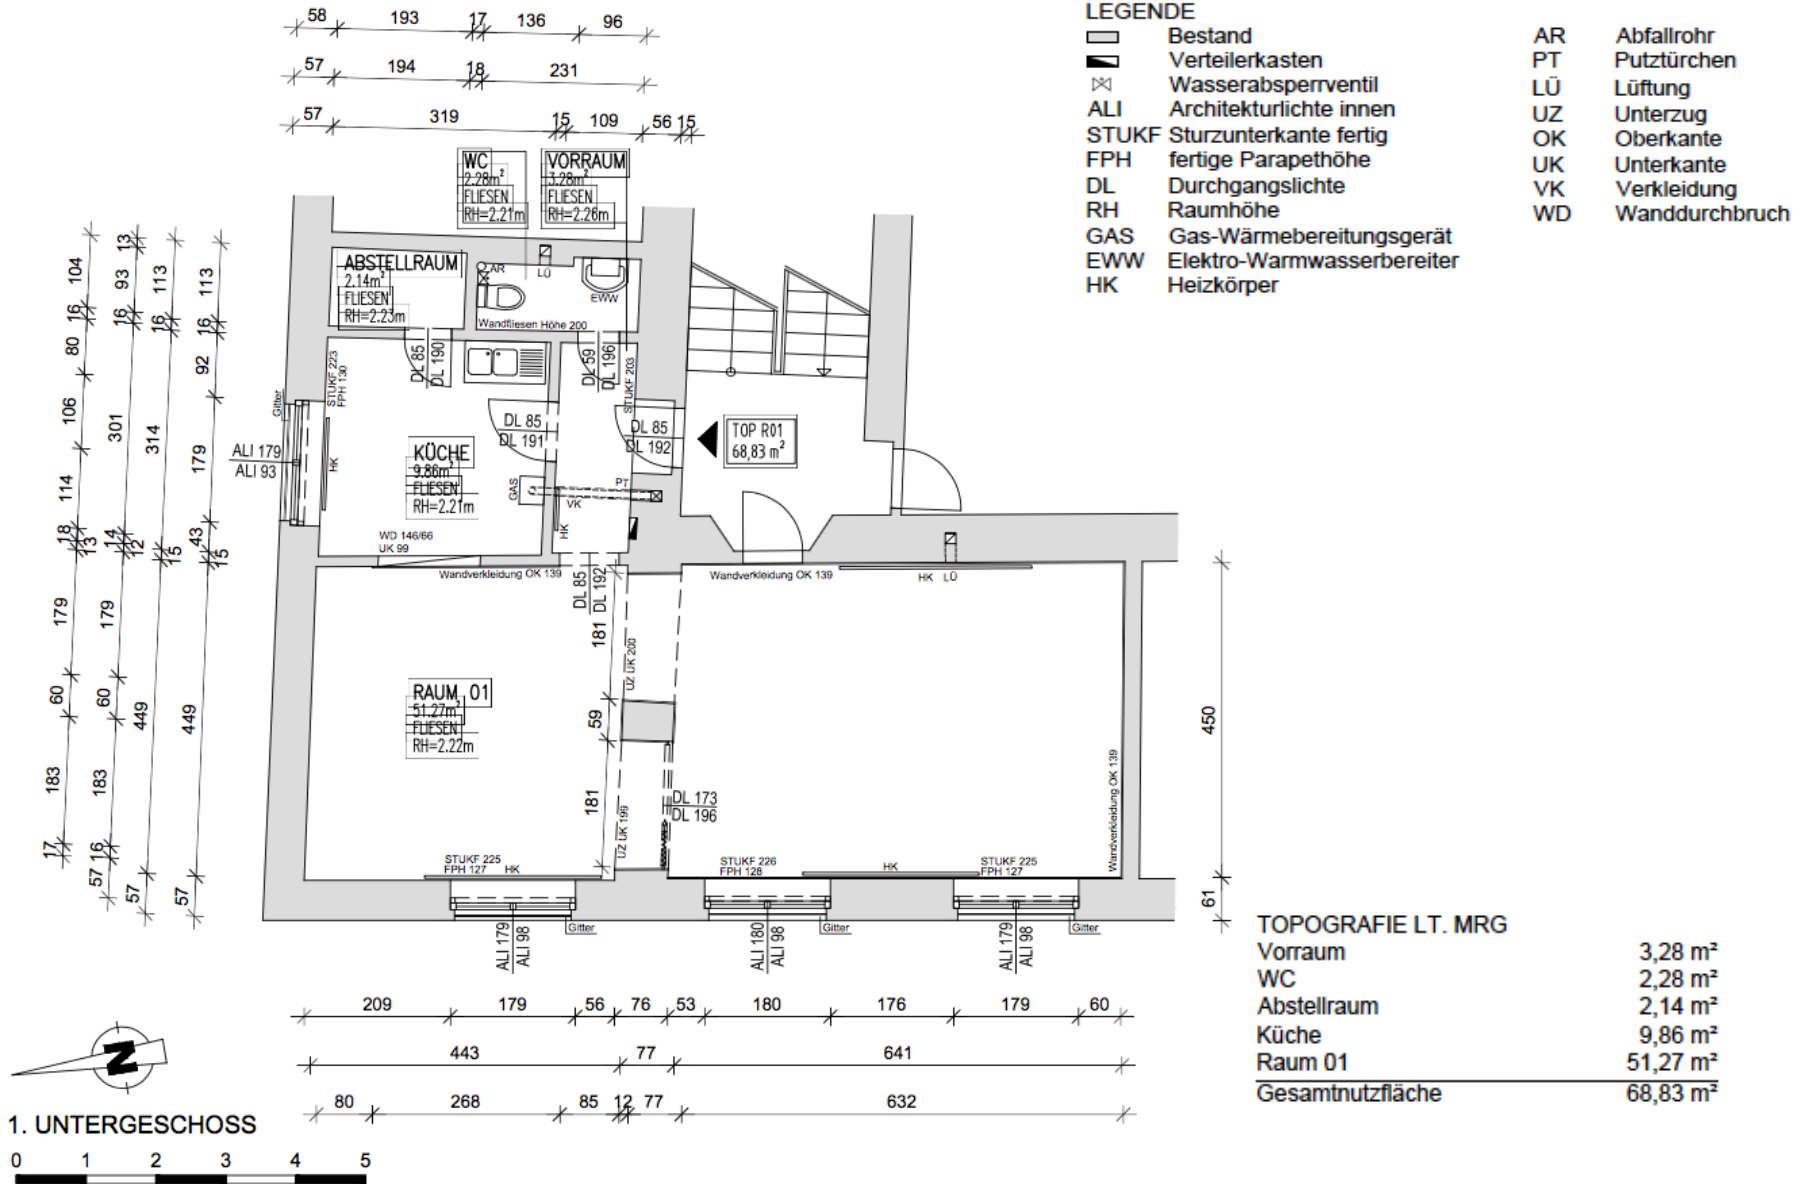 58 193 17 136 96
57 194 18 231
57 319 15 109 56 15
LEGENDE
Bestand
Verteilerkasten
Wasserabsperrventil
ALI Architekturlichte innen
STUKF Sturzunterkante fertig
FPH fertige Parapethöhe
DL Durchgangslichte
RH Raumhöhe
GAS Gas-Wärmebereitungsgerät
EWW Elektro-Warmwasserbereiter
HK Heizkörper
AR Abfallrohr
PT Putztürchen
LÜ Lüftung
UZ Unterzug
OK Oberkante
UK Unterkante
VK Verkleidung
WD Wanddurchbruch
WC
2.28m²
FLIESEN
RH=2.21m
VORRAUM
3.28m²
FLIESEN
RH=2.26m
ABSTELLRAUM
2.14m²
FLIESEN
RH=2.23m
AR
LÜ
EWW
Wandfliesen Höhe 200
104 16 80 106 114 18 13 179 60 183 17
13 93 16 301 14 12 179 60 183 16 57
113 16 314 15 449 57
113 16 92 179 43 15 449 57
STUKF 223
FPH 130
DL 85
DL 190
DL 59
DL 196
STUKF 203
Gitter
ALI 179
ALI 93
HK
DL 85
DL 191
DL 85
DL 192
TOP R01
68,83 m²
KÜCHE
9.86m²
FLIESEN
RH=2.21m
GAS
PT
VK
HK
WD 146/66
UK 99
Wandverkleidung OK 139
DL 85
DL 192
Wandverkleidung OK 139
HK LÜ
181
UZ UK 200
59
181
UZ UK 199
RAUM 01
51.27m²
FLIESEN
RH=2.22m
DL 173
DL 196
Wandverkleidung OK 139
450
61
STUKF 225
FPH 127 HK
STUKF 226
FPH 128
HK
STUKF 225
FPH 127
Gitter
Gitter
Gitter
ALI 179
ALI 98
ALI 180
ALI 98
ALI 179
ALI 98
209 179 56 76 53 180 176 179 60
443 77 641
80 268 85 12 77 632
N
1. UNTERGESCHOSS
0 1 2 3 4 5
TOPOGRAFIE LT. MRG
Vorraum 3,28 m²
WC 2,28 m²
Abstellraum 2,14 m²
Küche 9,86 m²
Raum 01 51,27 m²
Gesamtnutzfläche 68,83 m²